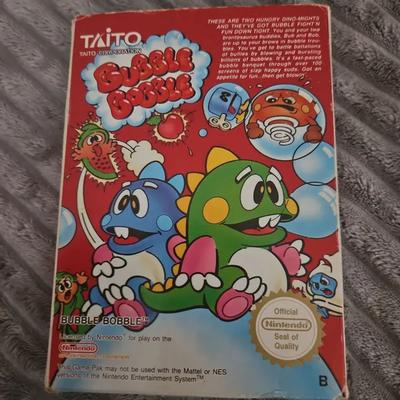 TAITO
TAITO CORPORATION
BUBBLE
BOBBLE
THESE ARE TWO HUNGRY DINO-MIGHTS
AND THEY'VE GOT BUBBLE FIGHT'N
FUN DOWN TIGHT. You and your two
brontosaurus buddies, Bub and Bob,
are up to your brows in bubble trou-
bles. You've got to battle battalions
of bullies by blowing and bursting
billions of bubbles. It's a fast-paced
bubble banquet through over 100
screens of slap happy suds. Got an
appetite for fun, then get blowin'.
BUBBLE BOBBLE™
Licensed by Nintendo® for play on the
Nintendo
This Game Pak may not be used with the Mattel or NES
versions of the Nintendo Entertainment System™.
Official
Nintendo
Seal of
Quality
B